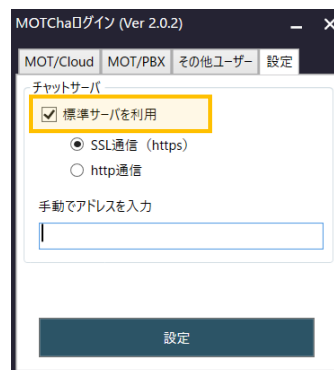 MOTChaログイン (Ver 2.0.2)
MOT/Cloud MOT/PBX その他ユーザー 設定
チャットサーバ
標準サーバを利用
SSL通信（https）
http通信
手動でアドレスを入力
設定